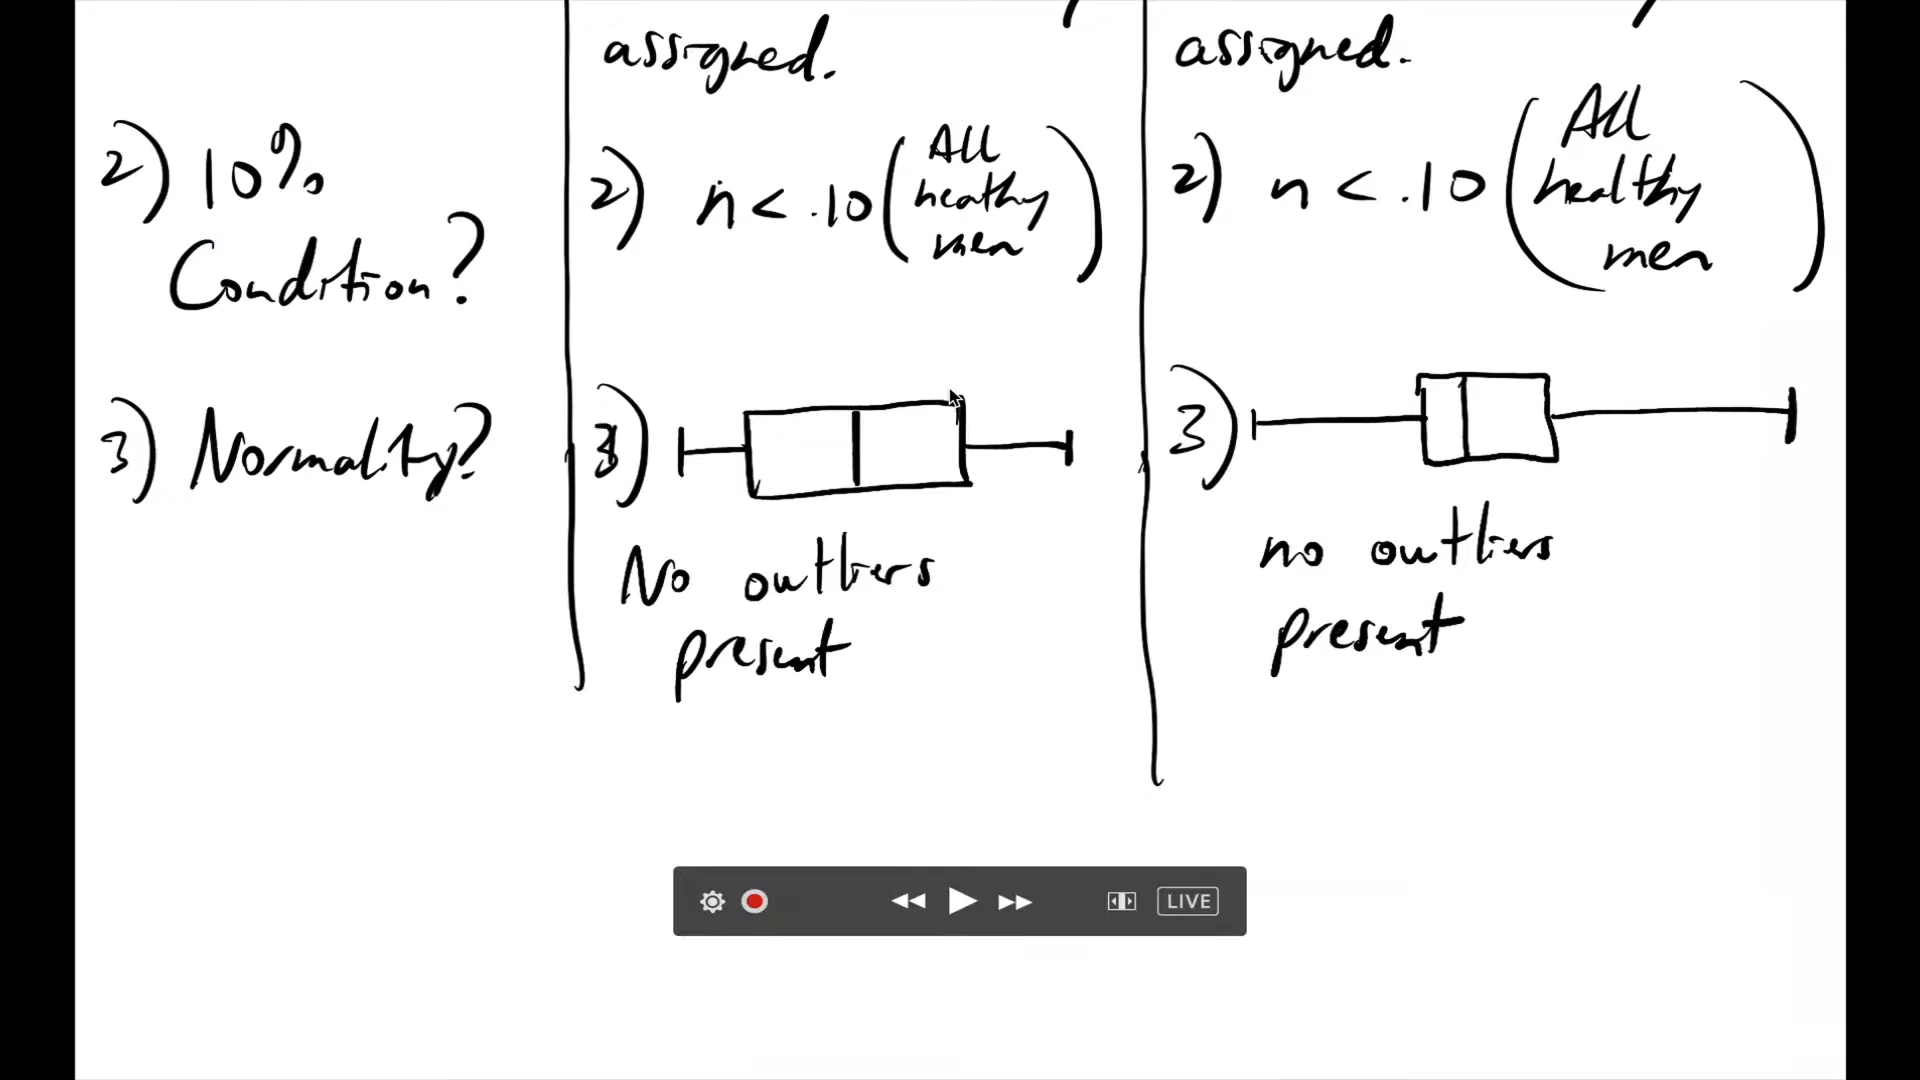 2) 10%
Condition?
3) Normality?
assigned.
2) n < .10 (All
heathy
men)
3)
No outliers
present
assigned.
2) n < .10 (All
healthy
men)
3)
no outliers
present
LIVE